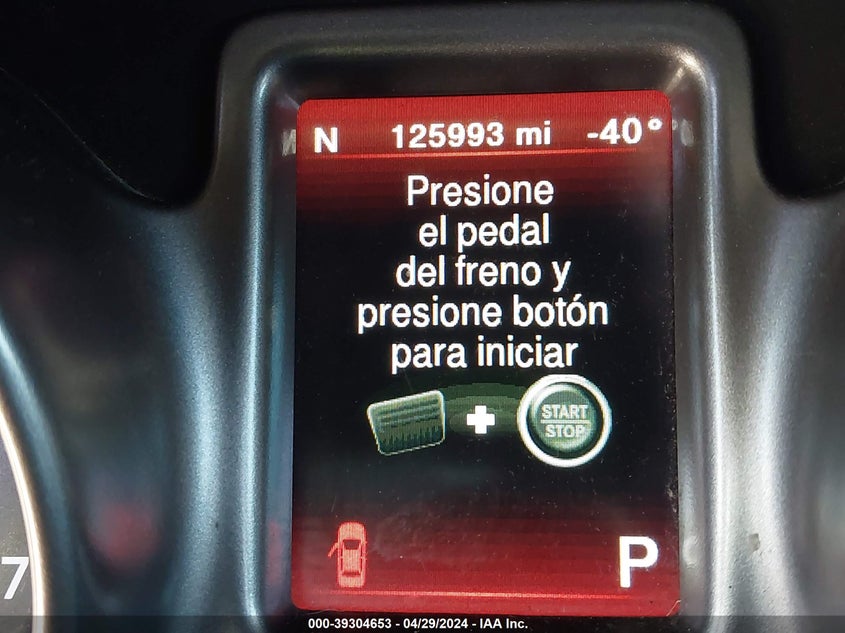 N 125993 mi -40°
Presione
el pedal
del freno y
presione botón
para iniciar
START
STOP
P
7
000-39304653 - 04/29/2024 - IAA Inc.